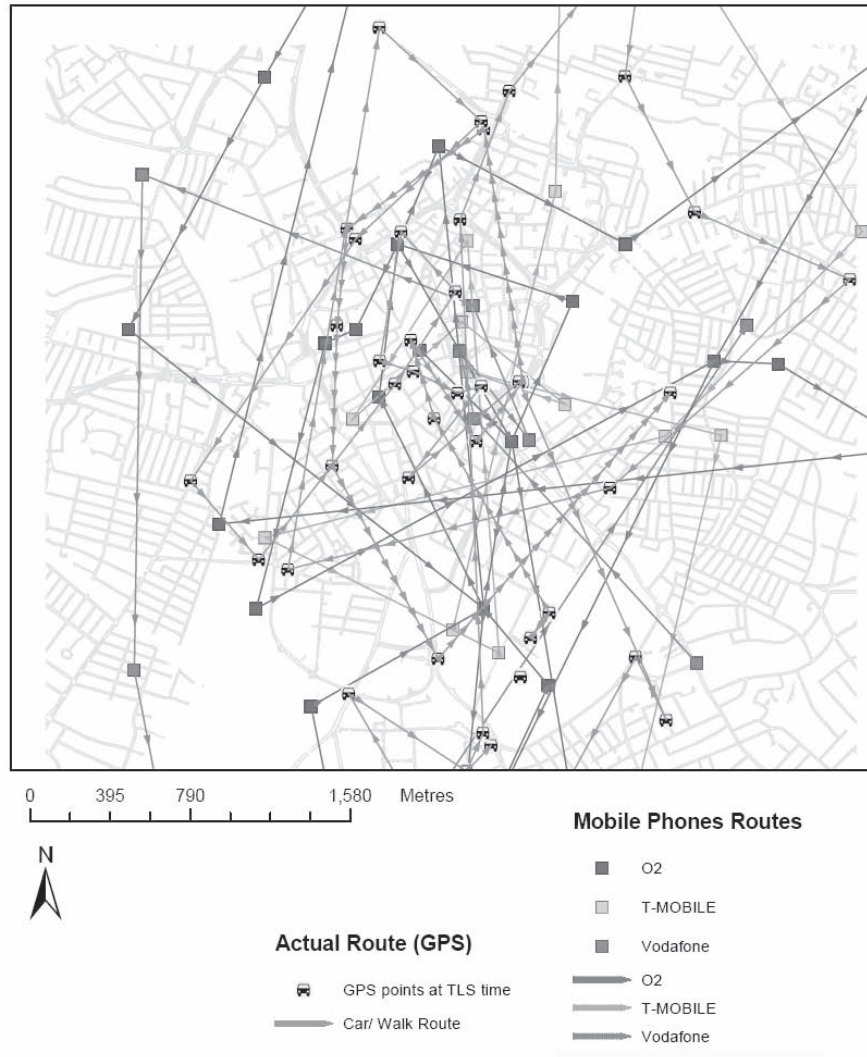 0 395 790 1,580 Metres
N
Actual Route (GPS)
GPS points at TLS time
Car/ Walk Route
Mobile Phones Routes
O2
T-MOBILE
Vodafone
O2
T-MOBILE
Vodafone